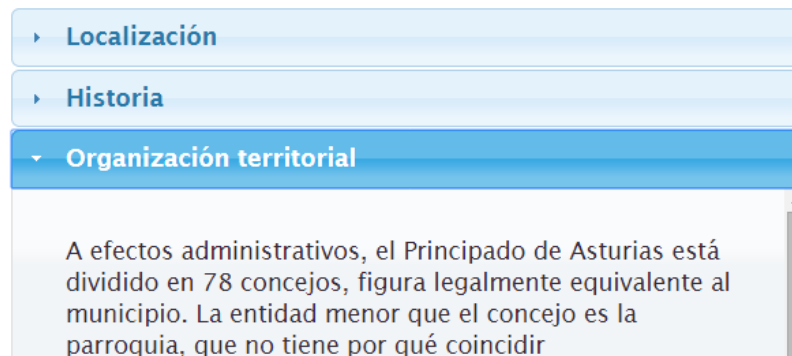 Localización
Historia
Organización territorial
A efectos administrativos, el Principado de Asturias está
dividido en 78 concejos, figura legalmente equivalente al
municipio. La entidad menor que el concejo es la
parroquia, que no tiene por qué coincidir